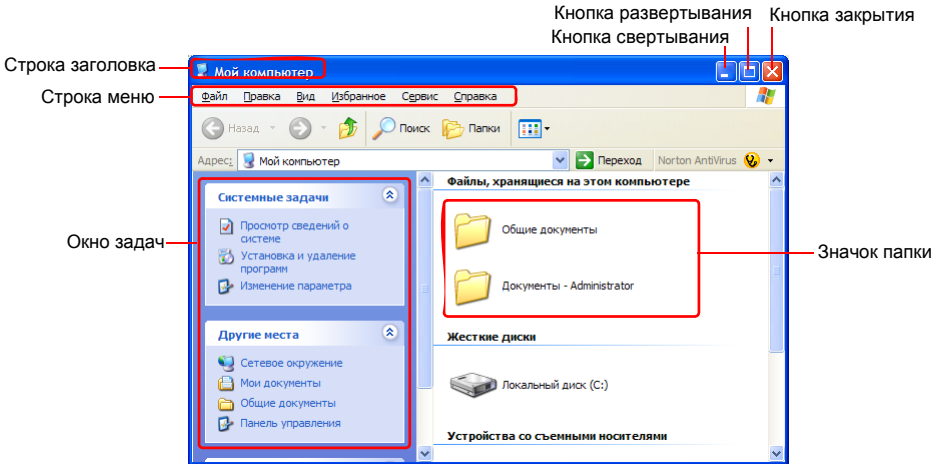 Кнопка развертывания Кнопка закрытия
Кнопка свертывания
Строка заголовка
Мой компьютер
Строка меню
Файл Правка Вид Избранное Сервис Справка
Назад Поиск Папки
Адрес: Мой компьютер Переход Norton AntiVirus
Файлы, хранящиеся на этом компьютере
Системные задачи
Просмотр сведений о
системе
Установка и удаление
программ
Изменение параметра
Общие документы
Документы - Administrator
Окно задач
Значок папки
Другие места
Сетевое окружение
Мои документы
Общие документы
Панель управления
Жесткие диски
Локальный диск (C:)
Устройства со съемными носителями